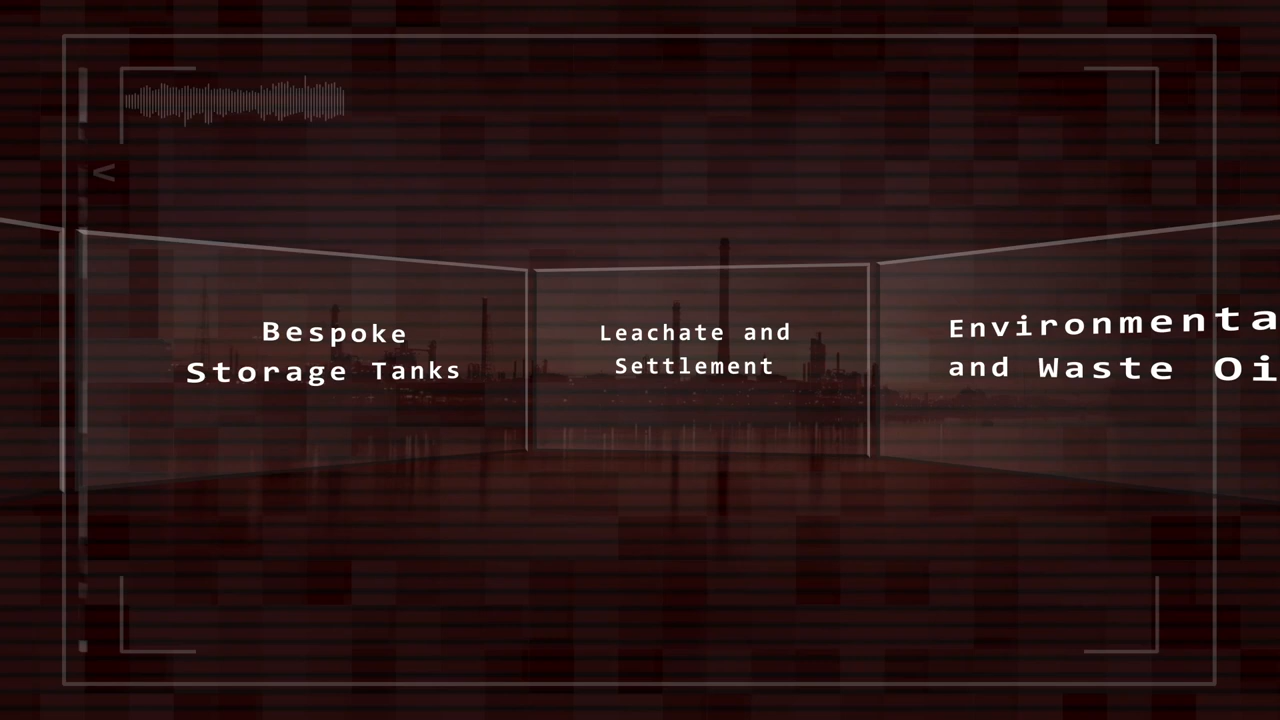 <
Bespoke
Storage Tanks
Leachate and
Settlement
Environmenta
and Waste Oi